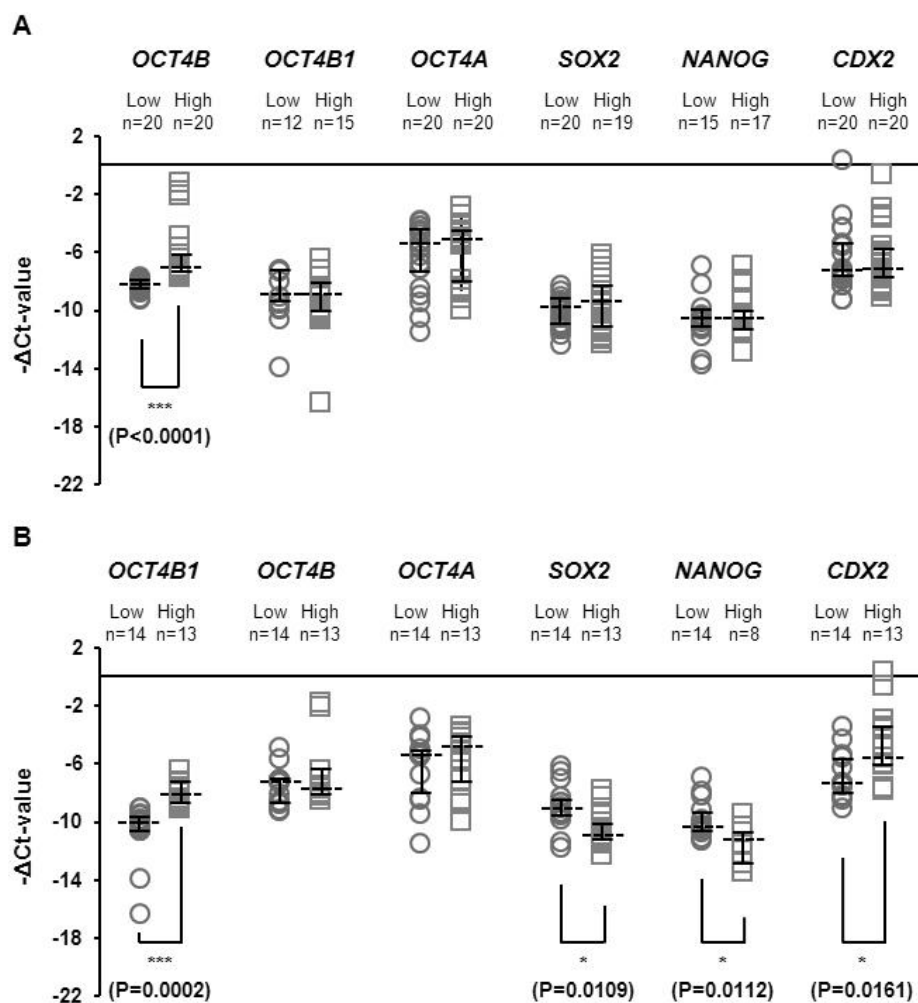 A
OCT4B OCT4B1 OCT4A SOX2 NANOG CDX2
Low High Low High Low High Low High Low High Low High
n=20 n=20 n=12 n=15 n=20 n=20 n=20 n=19 n=15 n=17 n=20 n=20
2
-2
-6
-10
-14
-18
-22
-ΔCt-value
***
(P<0.0001)
B
OCT4B1 OCT4B OCT4A SOX2 NANOG CDX2
Low High Low High Low High Low High Low High Low High
n=14 n=13 n=14 n=13 n=14 n=13 n=14 n=13 n=14 n=8 n=14 n=13
2
-2
-6
-10
-14
-18
-22
-ΔCt-value
*** * * *
(P=0.0002) (P=0.0109) (P=0.0112) (P=0.0161)